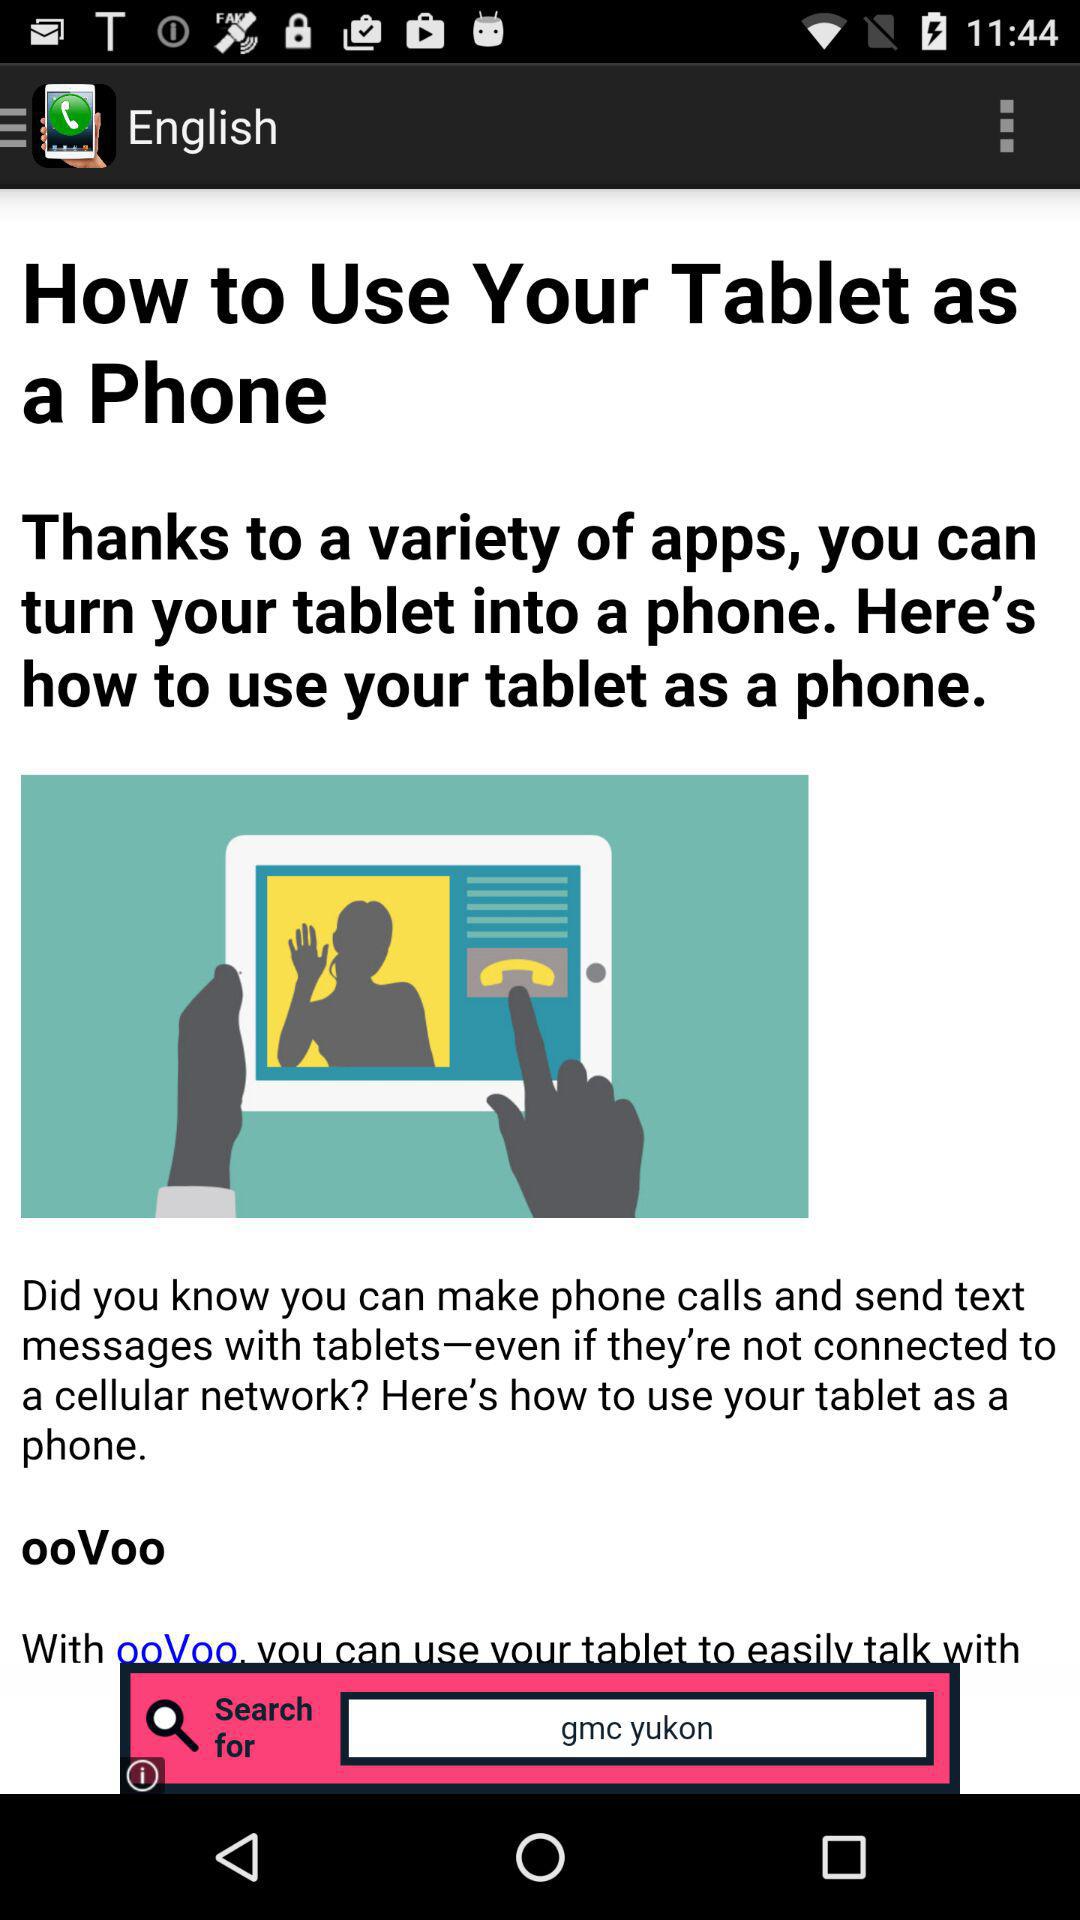 FAKE
11:44
English
How to Use Your Tablet as
a Phone
Thanks to a variety of apps, you can
turn your tablet into a phone. Here’s
how to use your tablet as a phone.
Did you know you can make phone calls and send text
messages with tablets—even if they’re not connected to
a cellular network? Here’s how to use your tablet as a
phone.
ooVoo
With ooVoo, you can use your tablet to easily talk with
Search
for
gmc yukon